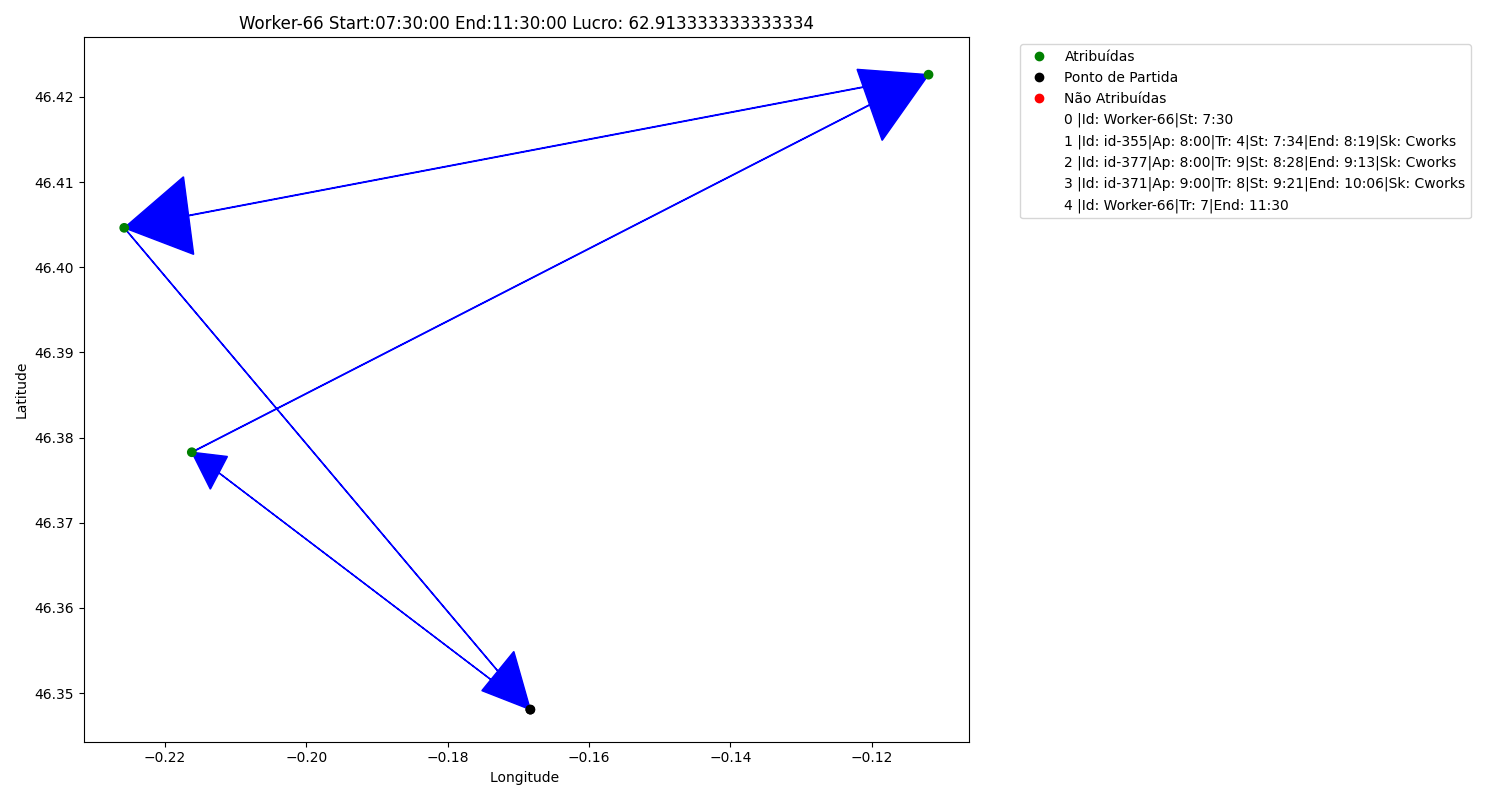 Worker-66 Start:07:30:00 End:11:30:00 Lucro: 62.913333333333334
Atribuídas
Ponto de Partida
Não Atribuídas
0 |Id: Worker-66|St: 7:30
1 |Id: id-355|Ap: 8:00|Tr: 4|St: 7:34|End: 8:19|Sk: Cworks
2 |Id: id-377|Ap: 8:00|Tr: 9|St: 8:28|End: 9:13|Sk: Cworks
3 |Id: id-371|Ap: 9:00|Tr: 8|St: 9:21|End: 10:06|Sk: Cworks
4 |Id: Worker-66|Tr: 7|End: 11:30
Latitude
46.42
46.41
46.40
46.39
46.38
46.37
46.36
46.35
−0.22 −0.20 −0.18 −0.16 −0.14 −0.12
Longitude